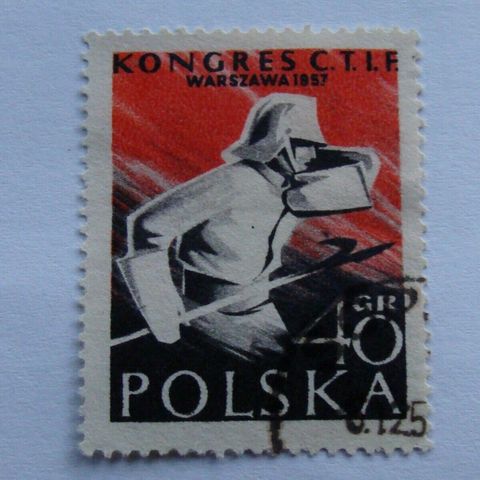 KONGRES C.T.I.F.
WARSZAWA 1957
40 GR
POLSKA